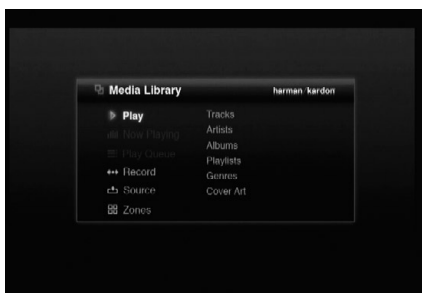 Media Library
harman/kardon
Play
Now Playing
Play Queue
Record
Source
Zones
Tracks
Artists
Albums
Playlists
Genres
Cover Art